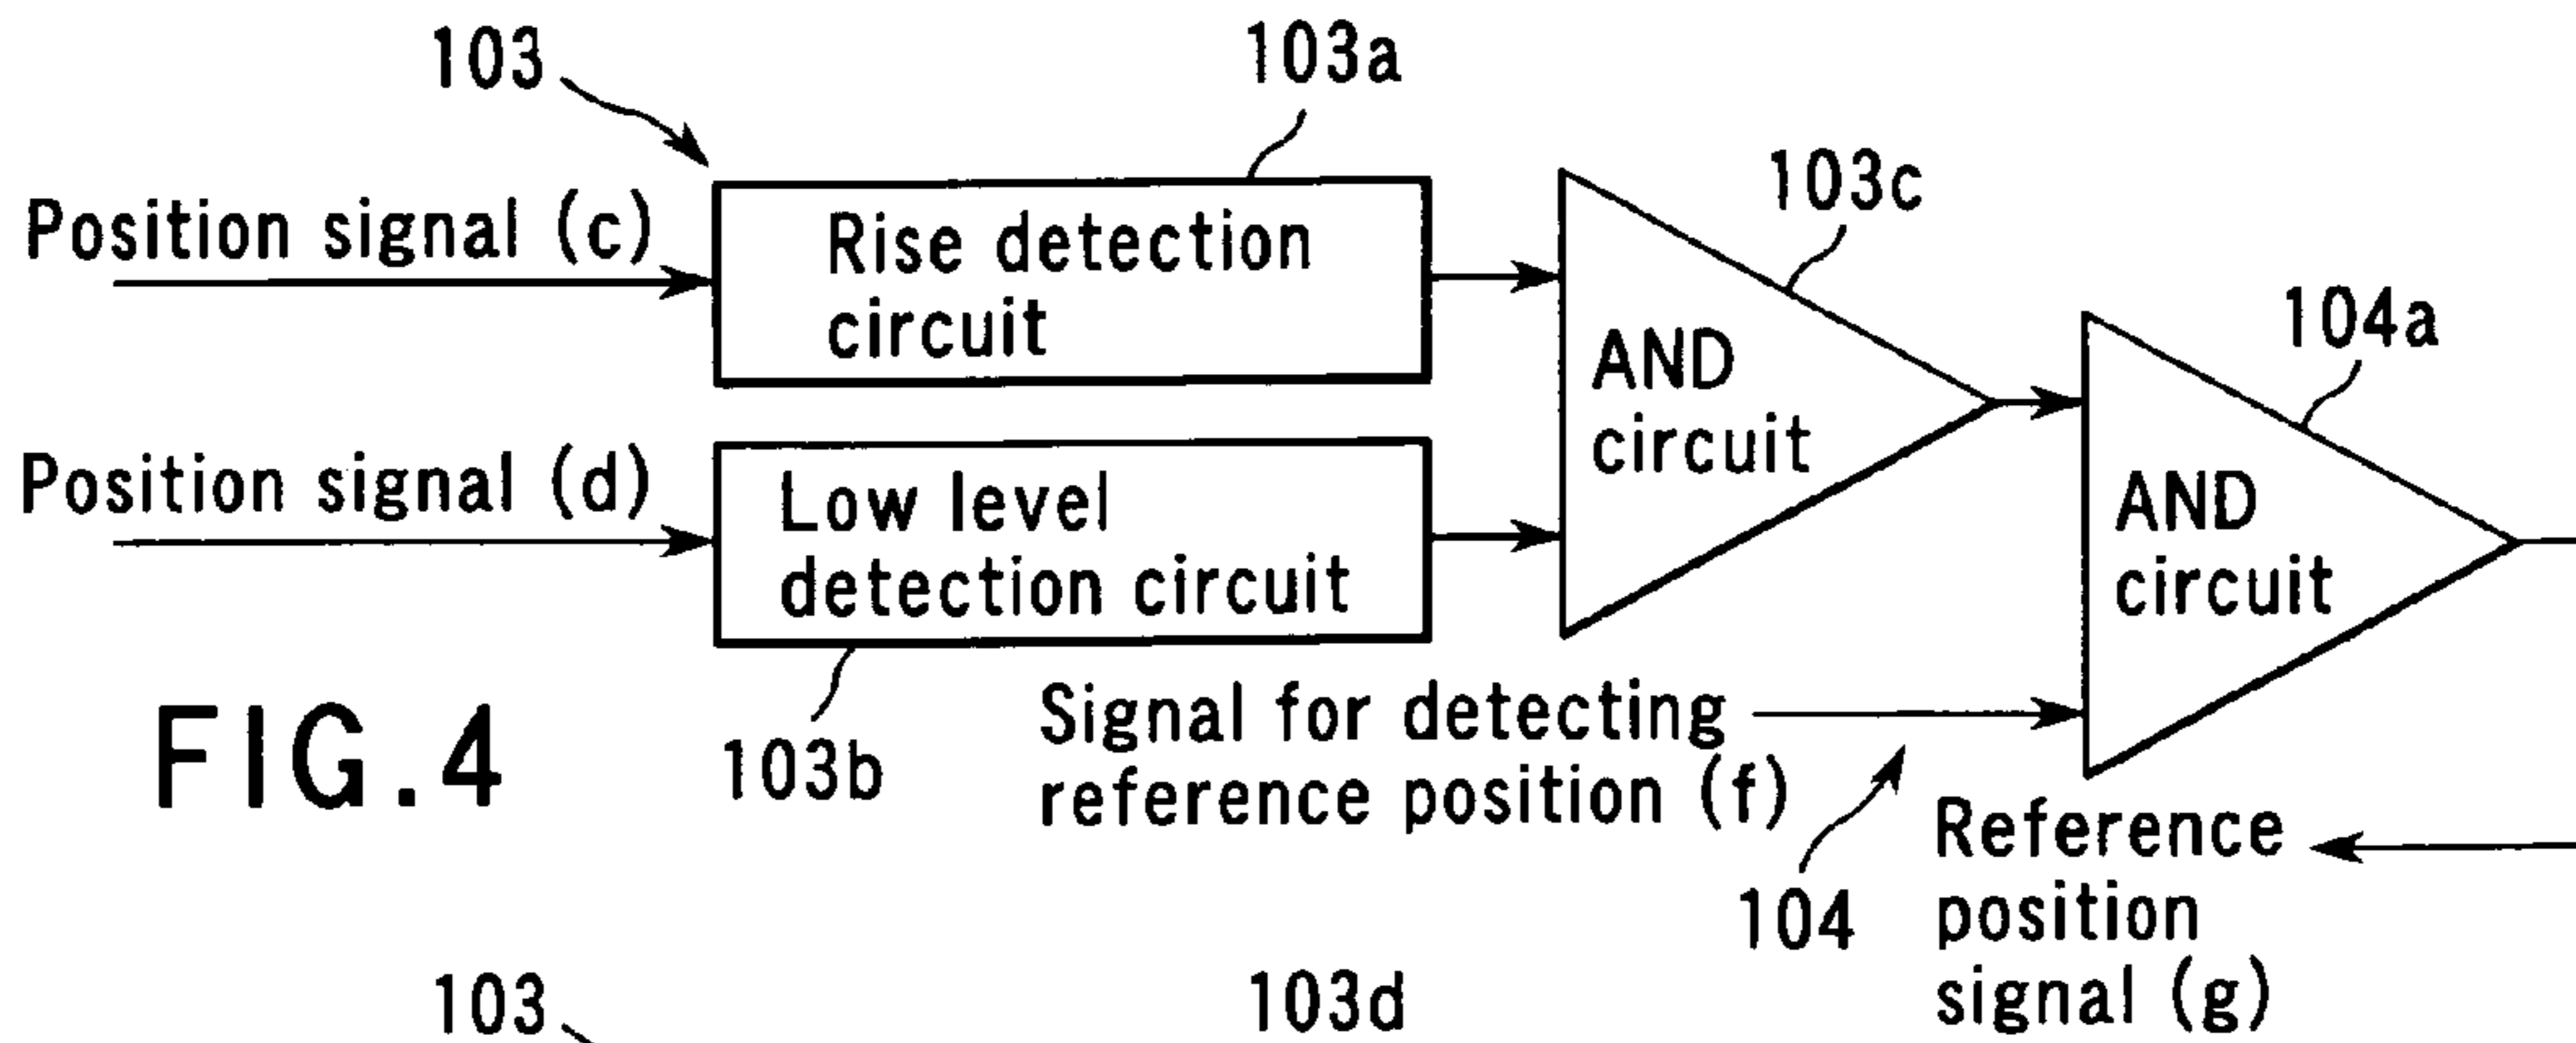 103
103a
Position signal (c)
Rise detection
circuit
103c
AND
circuit
104a
Position signal (d)
Low level
detection circuit
AND
circuit
103b
Signal for detecting
reference position (f)
104
Reference
position
signal (g)
FIG.4
103
103d